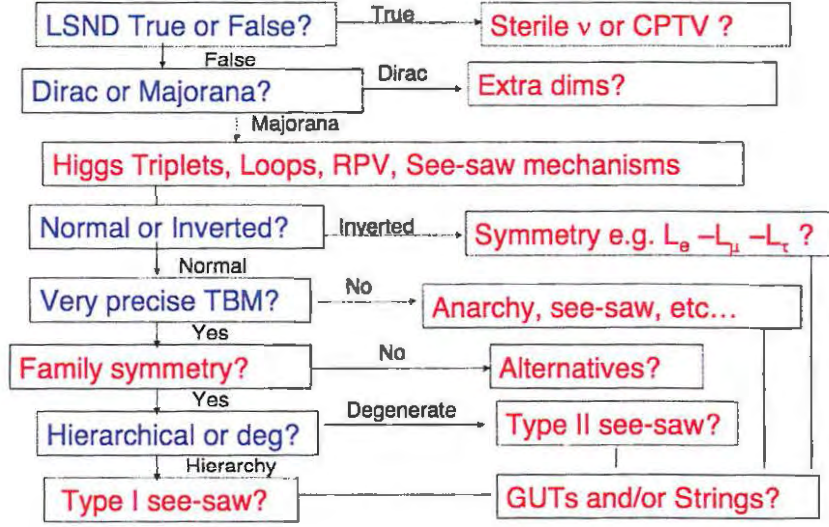 LSND True or False?
True
Sterile ν or CPTV ?
False
Dirac or Majorana?
Dirac
Extra dims?
Majorana
Higgs Triplets, Loops, RPV, See-saw mechanisms
Normal or Inverted?
Inverted
Symmetry e.g. Lₑ –L_μ –L_τ ?
Normal
Very precise TBM?
No
Anarchy, see-saw, etc…
Yes
Family symmetry?
No
Alternatives?
Yes
Hierarchical or deg?
Degenerate
Type II see-saw?
Hierarchy
Type I see-saw?
GUTs and/or Strings?